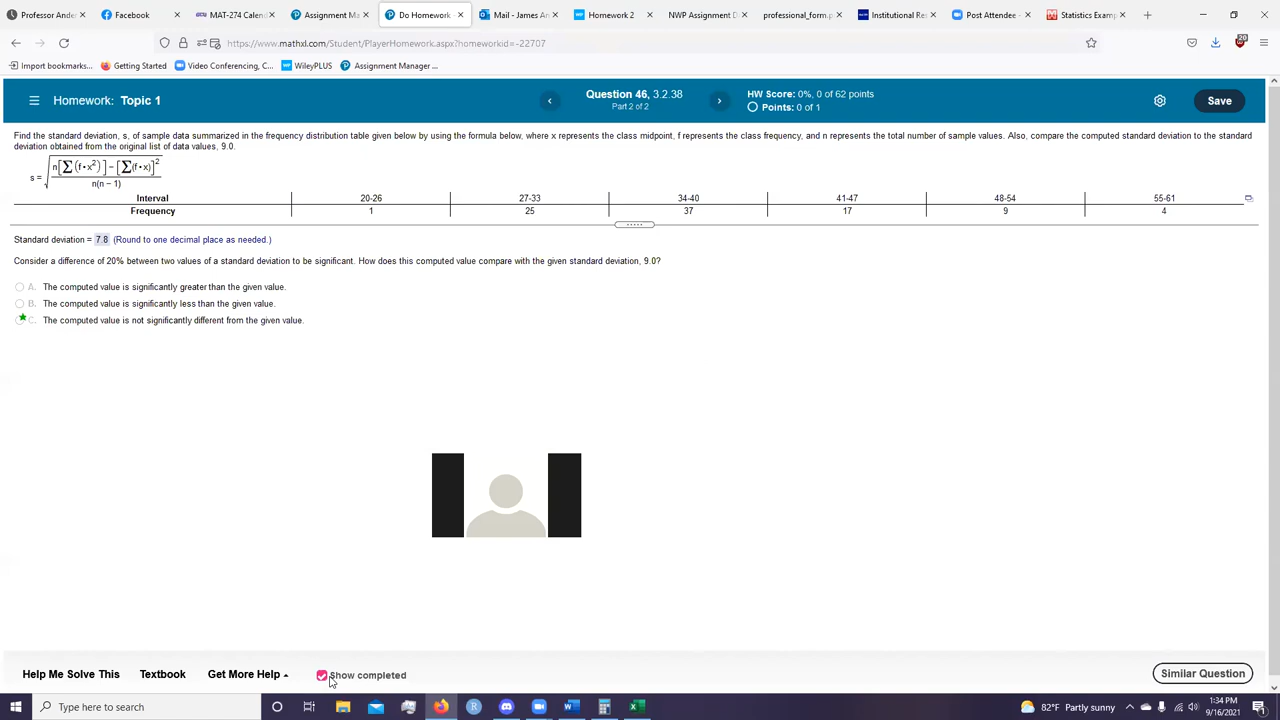 Professor Ander
Facebook
MAT-274 Calend
Assignment Ma
Do Homework
Mail - James An
Homework 2
NWP Assignment D
professional_form.p
Institutional Re
Post Attendee -
Statistics Examp
https://www.mathxl.com/Student/PlayerHomework.aspx?homeworkid=-22707
20
Import bookmarks...
Getting Started
Video Conferencing, C...
WileyPLUS
Assignment Manager ...
Homework: Topic 1
Question 46, 3.2.38
Part 2 of 2
HW Score: 0%, 0 of 62 points
Points: 0 of 1
Save
Find the standard deviation, s, of sample data summarized in the frequency distribution table given below by using the formula below, where x represents the class midpoint, f represents the class frequency, and n represents the total number of sample values. Also, compare the computed standard deviation to the standard
deviation obtained from the original list of data values, 9.0.
s = √ n[∑(f•x²)] − [∑(f•x)]²
n(n − 1)
Interval 20-26 27-33 34-40 41-47 48-54 55-61
Frequency 1 25 37 17 9 4
Standard deviation = 7.8 (Round to one decimal place as needed.)
Consider a difference of 20% between two values of a standard deviation to be significant. How does this computed value compare with the given standard deviation, 9.0?
A. The computed value is significantly greater than the given value.
B. The computed value is significantly less than the given value.
C. The computed value is not significantly different from the given value.
Help Me Solve This
Textbook
Get More Help
Show completed
Similar Question
Type here to search
82°F Partly sunny
1:34 PM
9/16/2021